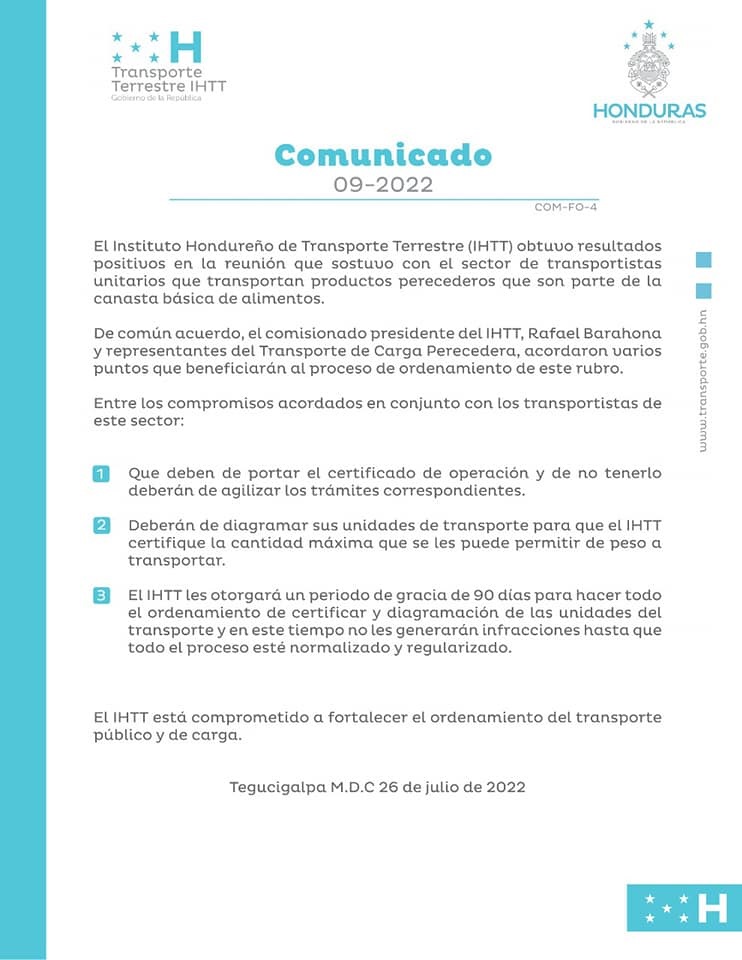 H
Transporte
Terrestre IHTT
Gobierno de la República
HONDURAS
GOBIERNO DE LA REPÚBLICA
Comunicado
09-2022
COM-FO-4
El Instituto Hondureño de Transporte Terrestre (IHTT) obtuvo resultados
positivos en la reunión que sostuvo con el sector de transportistas
unitarios que transportan productos perecederos que son parte de la
canasta básica de alimentos.
De común acuerdo, el comisionado presidente del IHTT, Rafael Barahona
y representantes del Transporte de Carga Perecedera, acordaron varios
puntos que beneficiarán al proceso de ordenamiento de este rubro.
Entre los compromisos acordados en conjunto con los transportistas de
este sector:
1 Que deben de portar el certificado de operación y de no tenerlo
deberán de agilizar los trámites correspondientes.
2 Deberán de diagramar sus unidades de transporte para que el IHTT
certifique la cantidad máxima que se les puede permitir de peso a
transportar.
3 El IHTT les otorgará un periodo de gracia de 90 días para hacer todo
el ordenamiento de certificar y diagramación de las unidades del
transporte y en este tiempo no les generarán infracciones hasta que
todo el proceso esté normalizado y regularizado.
El IHTT está comprometido a fortalecer el ordenamiento del transporte
público y de carga.
Tegucigalpa M.D.C 26 de julio de 2022
www.transporte.gob.hn
H